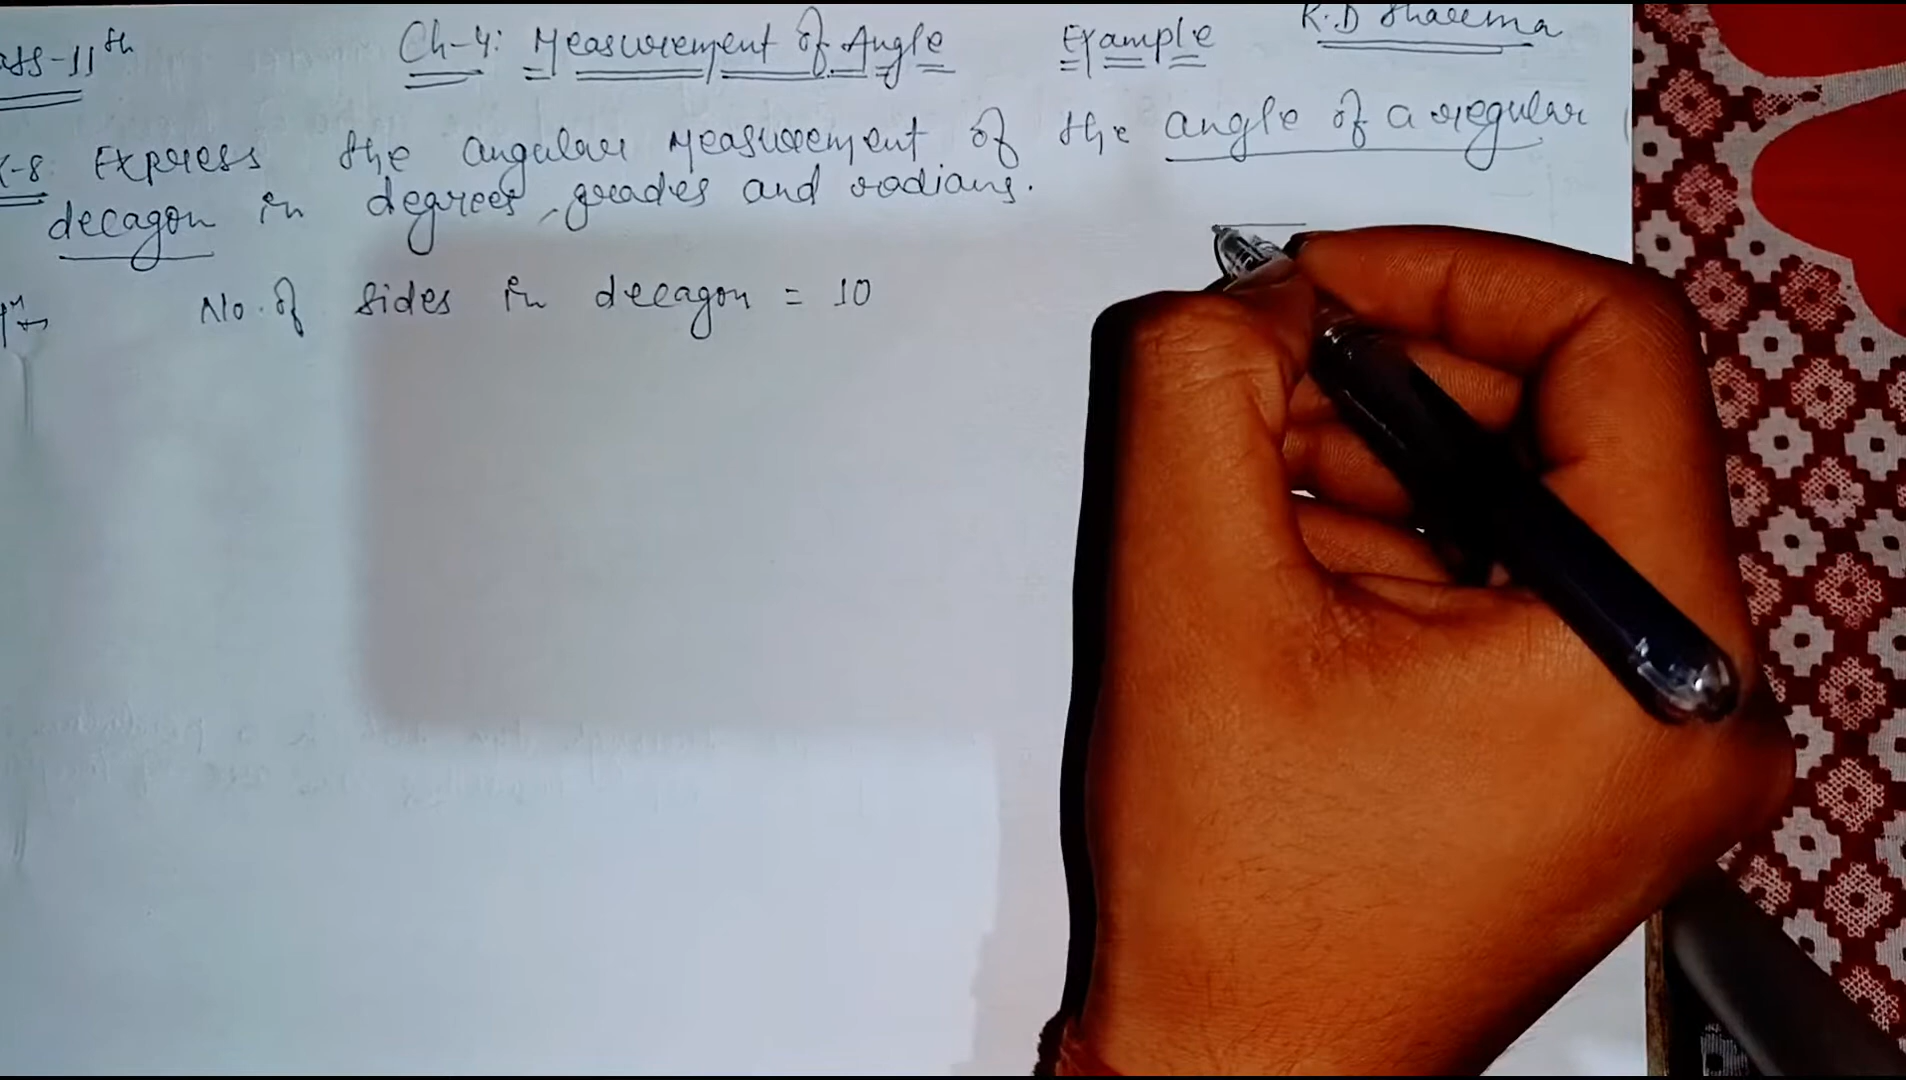 ass-11th Ch-4: Measurement of Angle Example R.D Sharma
X-8 Express the angular Measurement of the angle of a regular
decagon in degrees, grades and radians.
No. of sides in decagon = 10